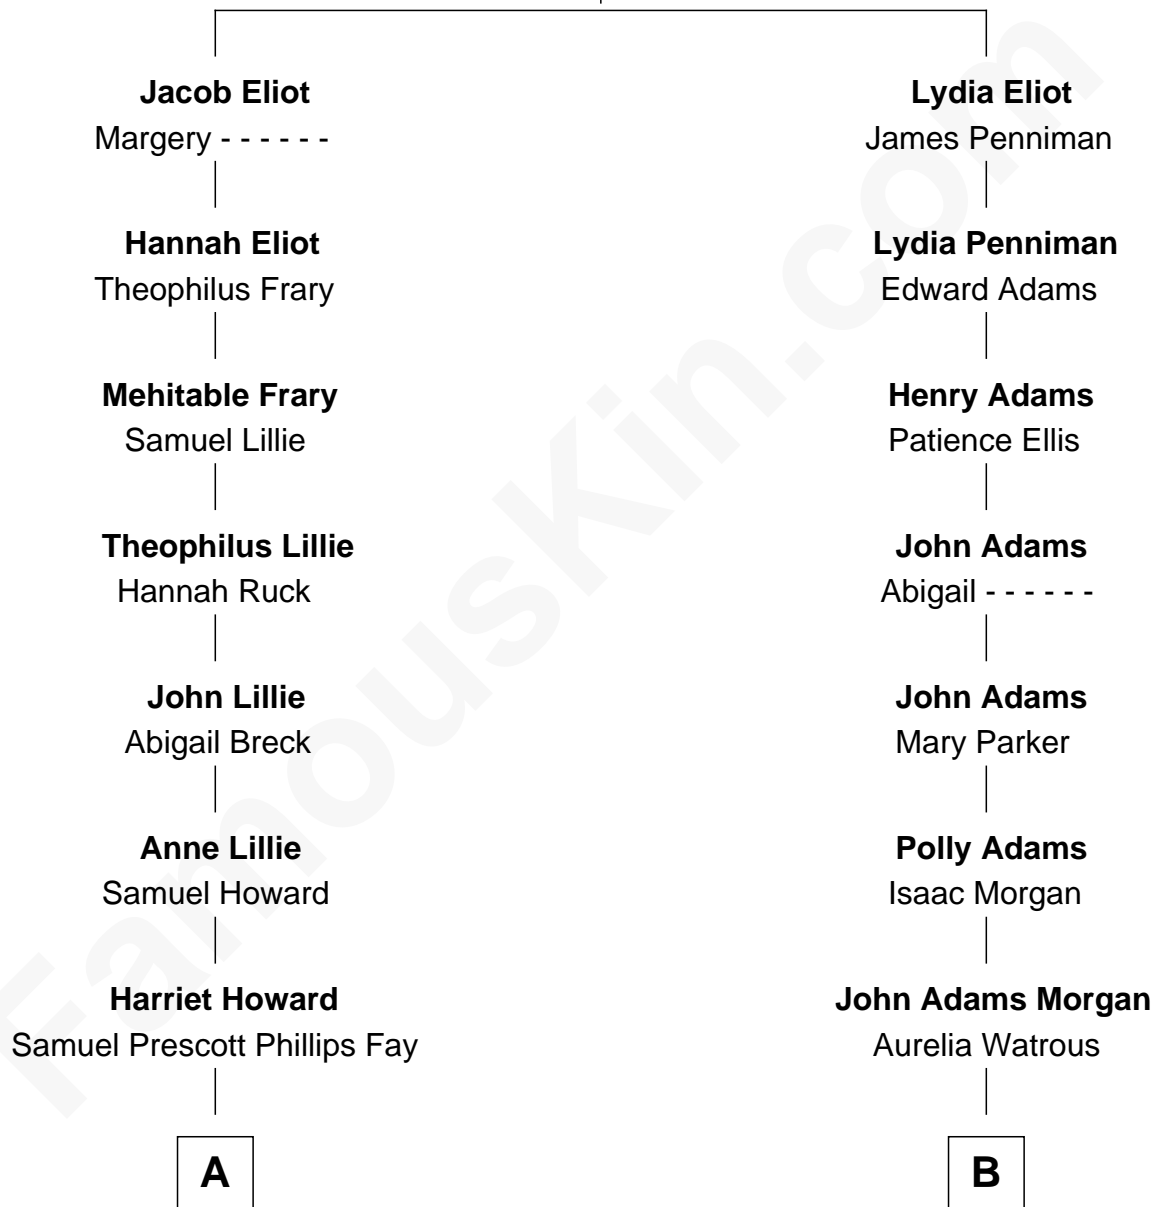 Jacob Eliot
Margery - - - - - -
Hannah Eliot
Theophilus Frary
Mehitable Frary
Samuel Lillie
Theophilus Lillie
Hannah Ruck
John Lillie
Abigail Breck
Anne Lillie
Samuel Howard
Harriet Howard
Samuel Prescott Phillips Fay
A
Lydia Eliot
James Penniman
Lydia Penniman
Edward Adams
Henry Adams
Patience Ellis
John Adams
Abigail - - - - - -
John Adams
Mary Parker
Polly Adams
Isaac Morgan
John Adams Morgan
Aurelia Watrous
B
FamousKin.com